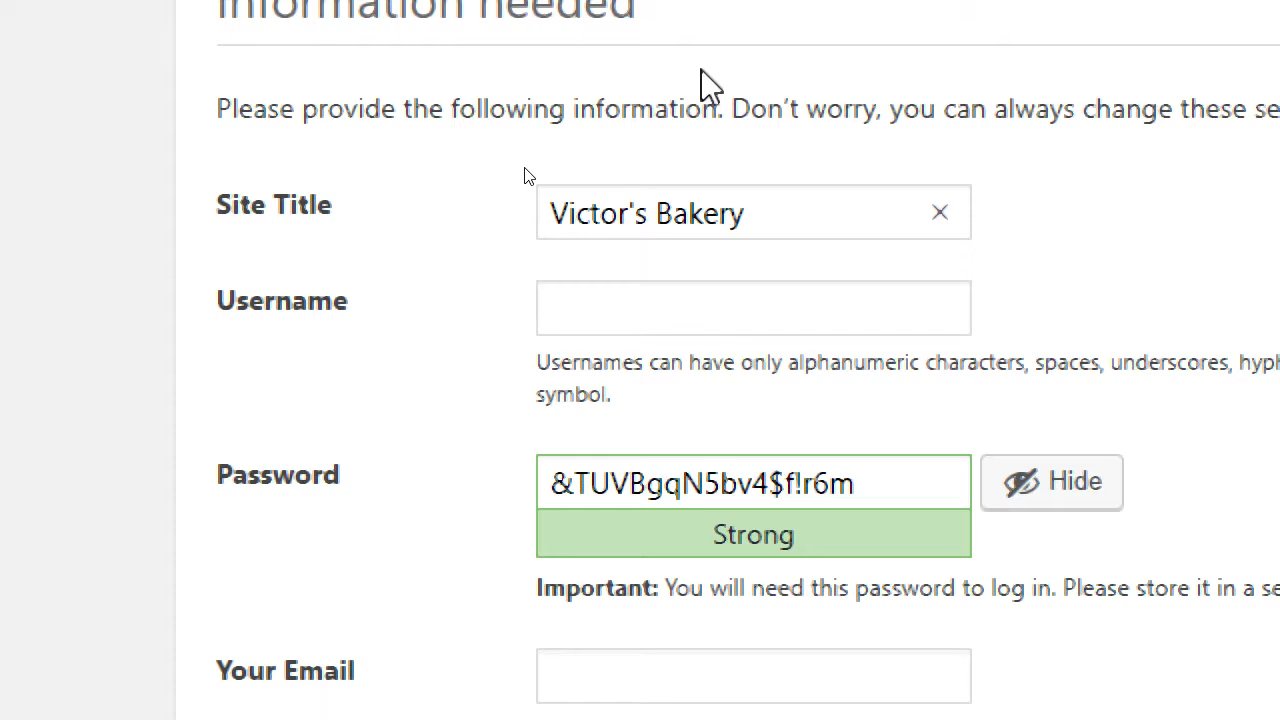 Information needed
Please provide the following information. Don't worry, you can always change these se
Site Title
Victor's Bakery
Username
Usernames can have only alphanumeric characters, spaces, underscores, hyph
symbol.
Password
&TUVBgqN5bv4$f!r6m
Hide
Strong
Important: You will need this password to log in. Please store it in a se
Your Email